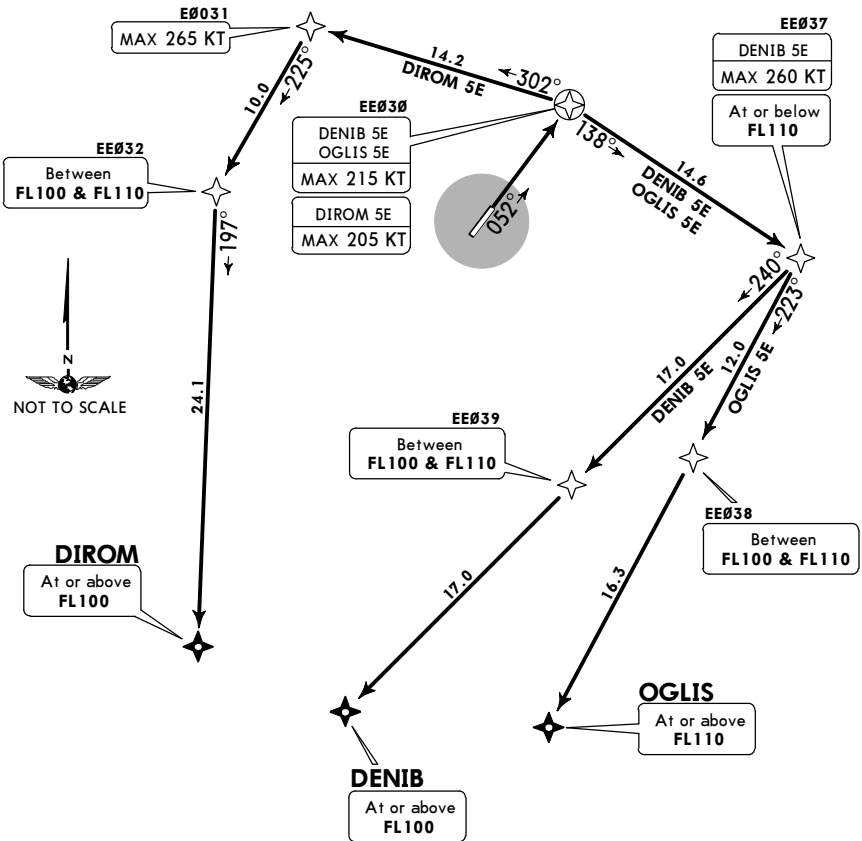 EØ031
MAX 265 KT
14.2
DIROM 5E
302°
10.0
225°
EEØ37
DENIB 5E
MAX 260 KT
At or below
FL110
EEØ3Ø
DENIB 5E
OGLIS 5E
MAX 215 KT
DIROM 5E
MAX 205 KT
138°
14.6
DENIB 5E
OGLIS 5E
052°
EEØ32
Between
FL100 & FL110
197°
240°
223°
N
NOT TO SCALE
24.1
17.0
DENIB 5E
12.0
OGLIS 5E
EEØ39
Between
FL100 & FL110
EEØ38
Between
FL100 & FL110
DIROM
At or above
FL100
17.0
16.3
OGLIS
At or above
FL110
DENIB
At or above
FL100